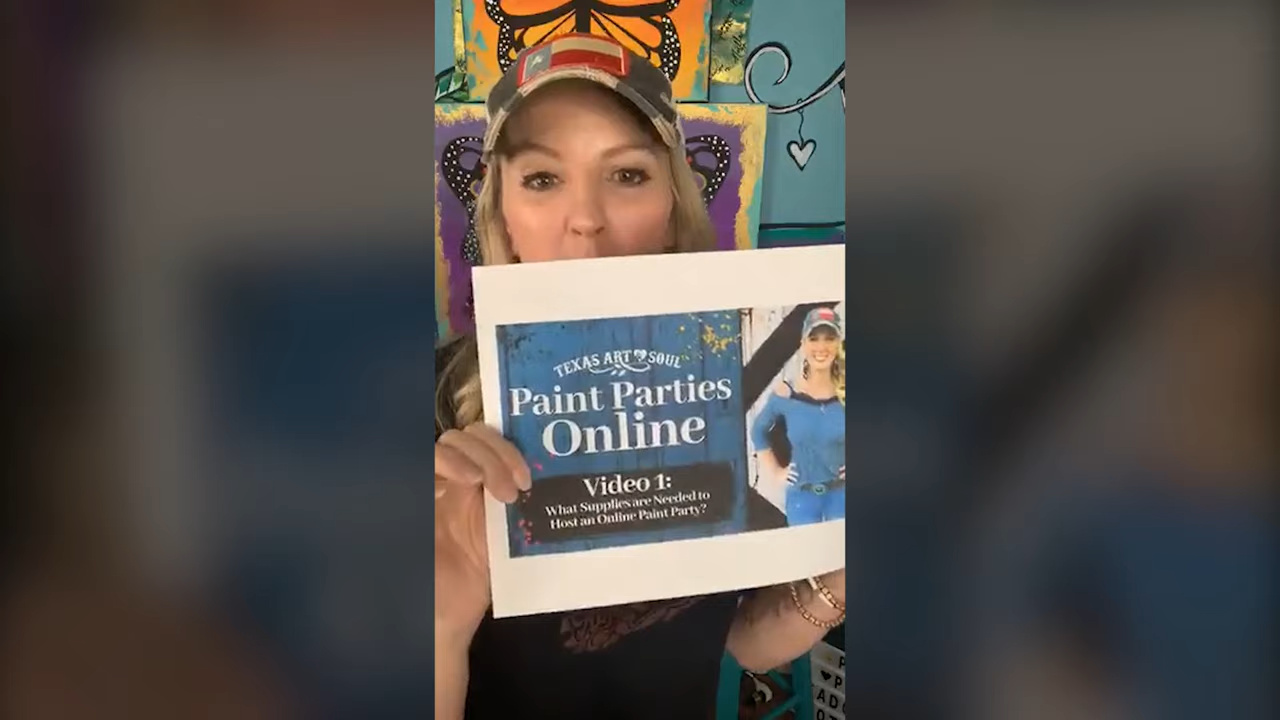 TEXAS ART SOUL
Paint Parties
Online
Video 1:
What Supplies are Needed to
Host an Online Paint Party?